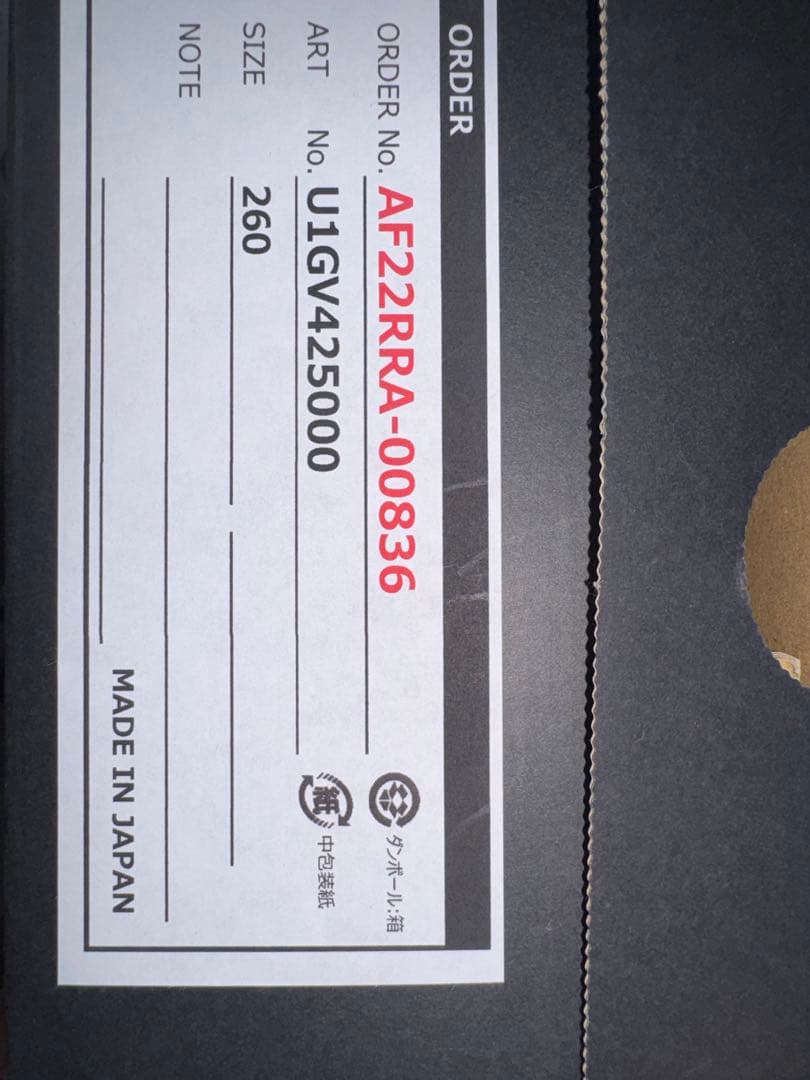 ORDER
ORDER No. AF22RRA-00836
ダンボール:箱
ART No. U1GV425000
紙
中包装紙
SIZE 260
NOTE
MADE IN JAPAN